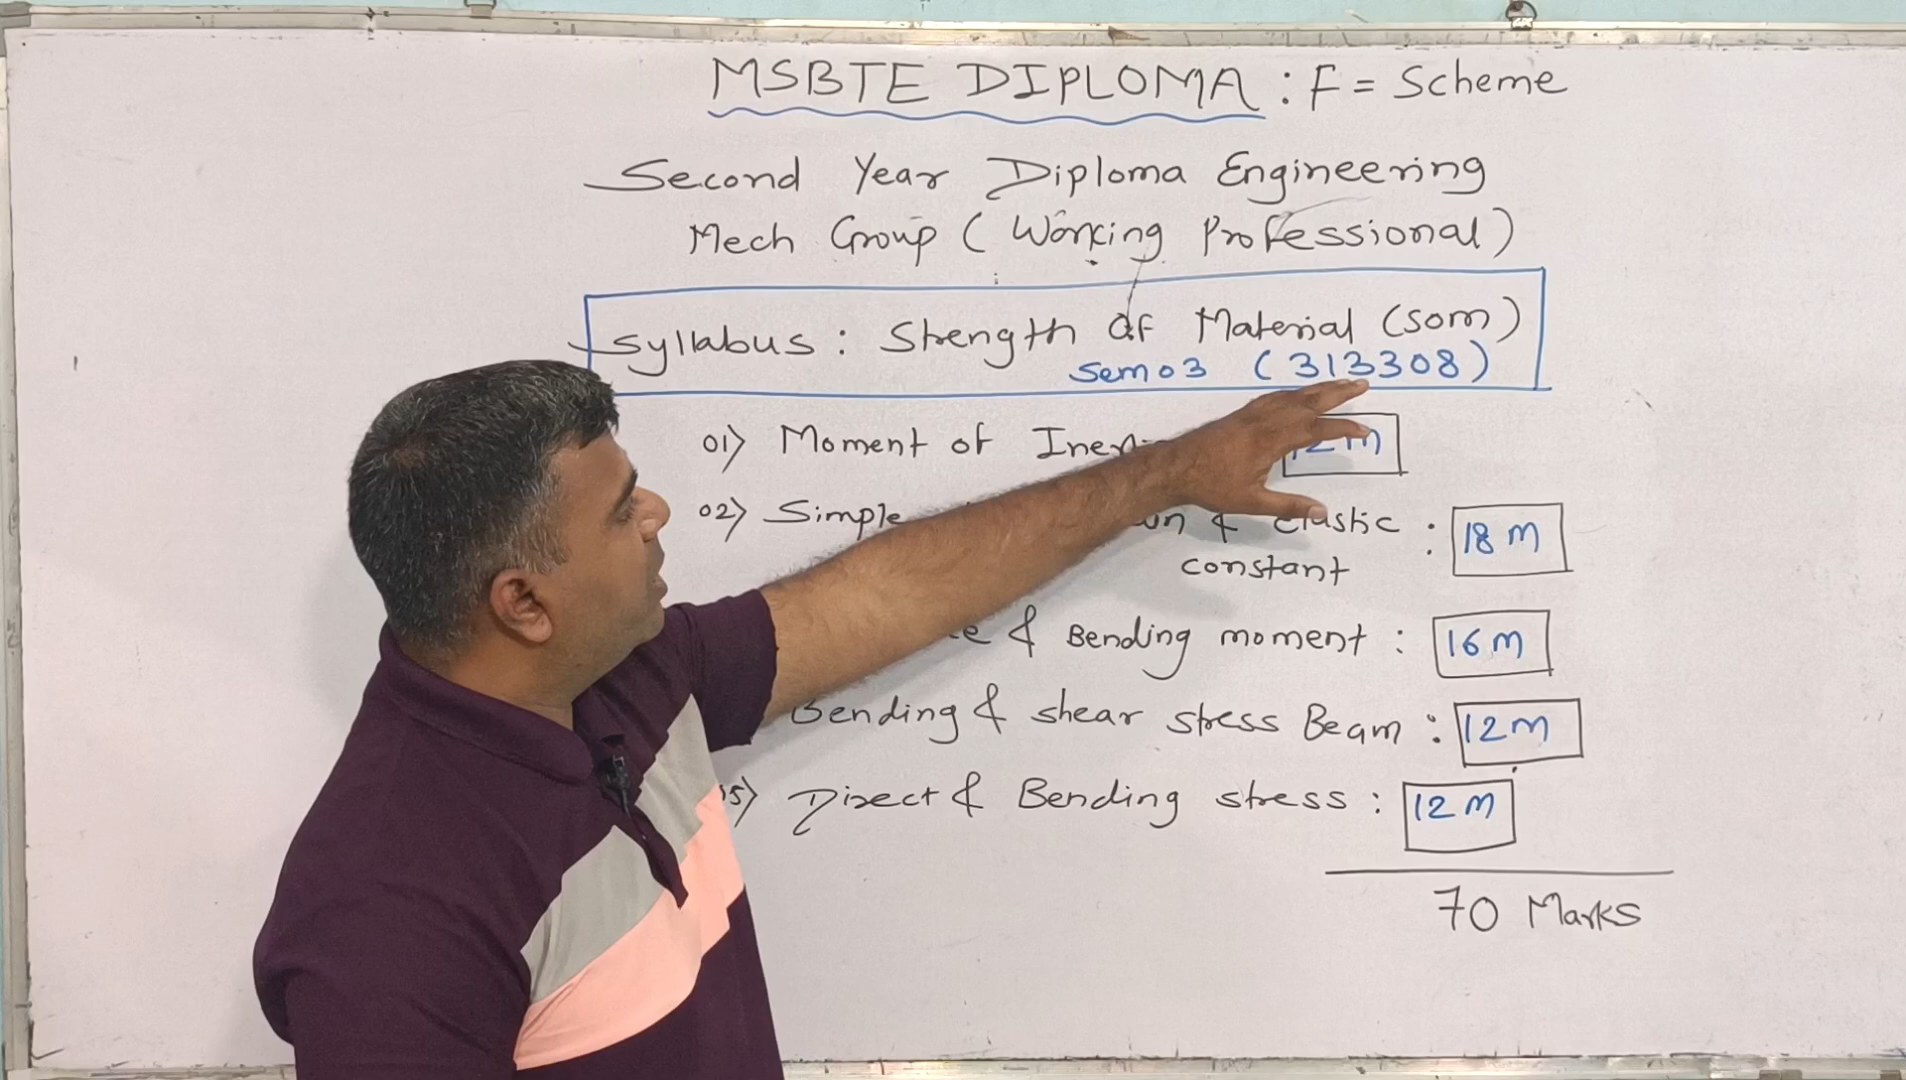 MSBTE DIPLOMA : F = Scheme
Second Year Diploma Engineering
Mech Group ( Working Professional )
Syllabus : Strength of Material (som)
Sem 03 (313308)
01) Moment of
02) Simple & Elastic : 18 M
constant
& Bending moment : 16 M
Bending & shear stress Beam : 12 M
Direct & Bending stress : 12 M
70 Marks